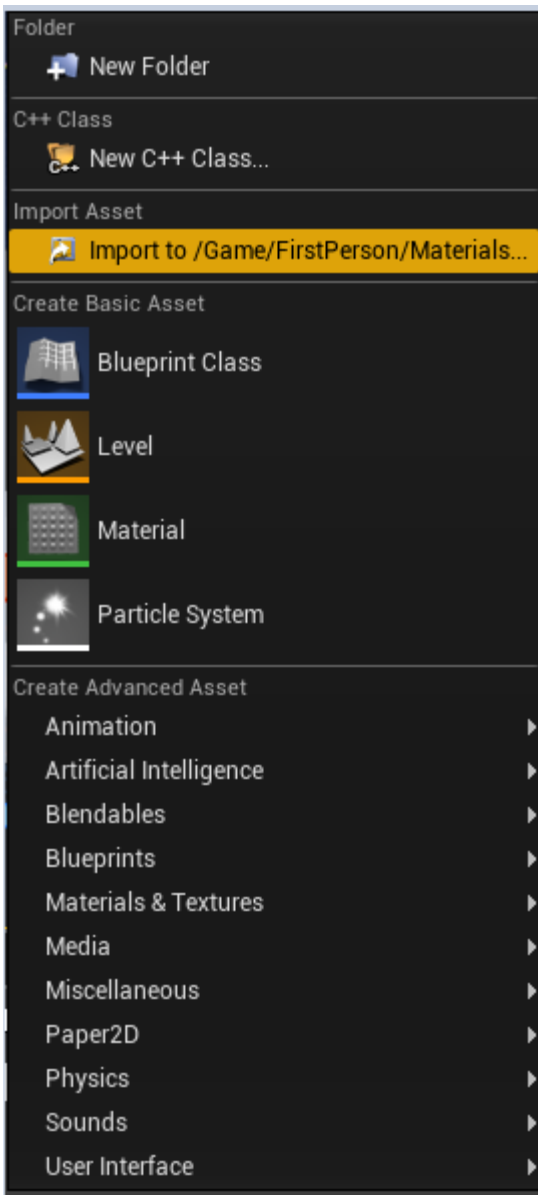 Folder
New Folder
C++ Class
C++
New C++ Class...
Import Asset
Import to /Game/FirstPerson/Materials...
Create Basic Asset
Blueprint Class
Level
Material
Particle System
Create Advanced Asset
Animation
Artificial Intelligence
Blendables
Blueprints
Materials & Textures
Media
Miscellaneous
Paper2D
Physics
Sounds
User Interface